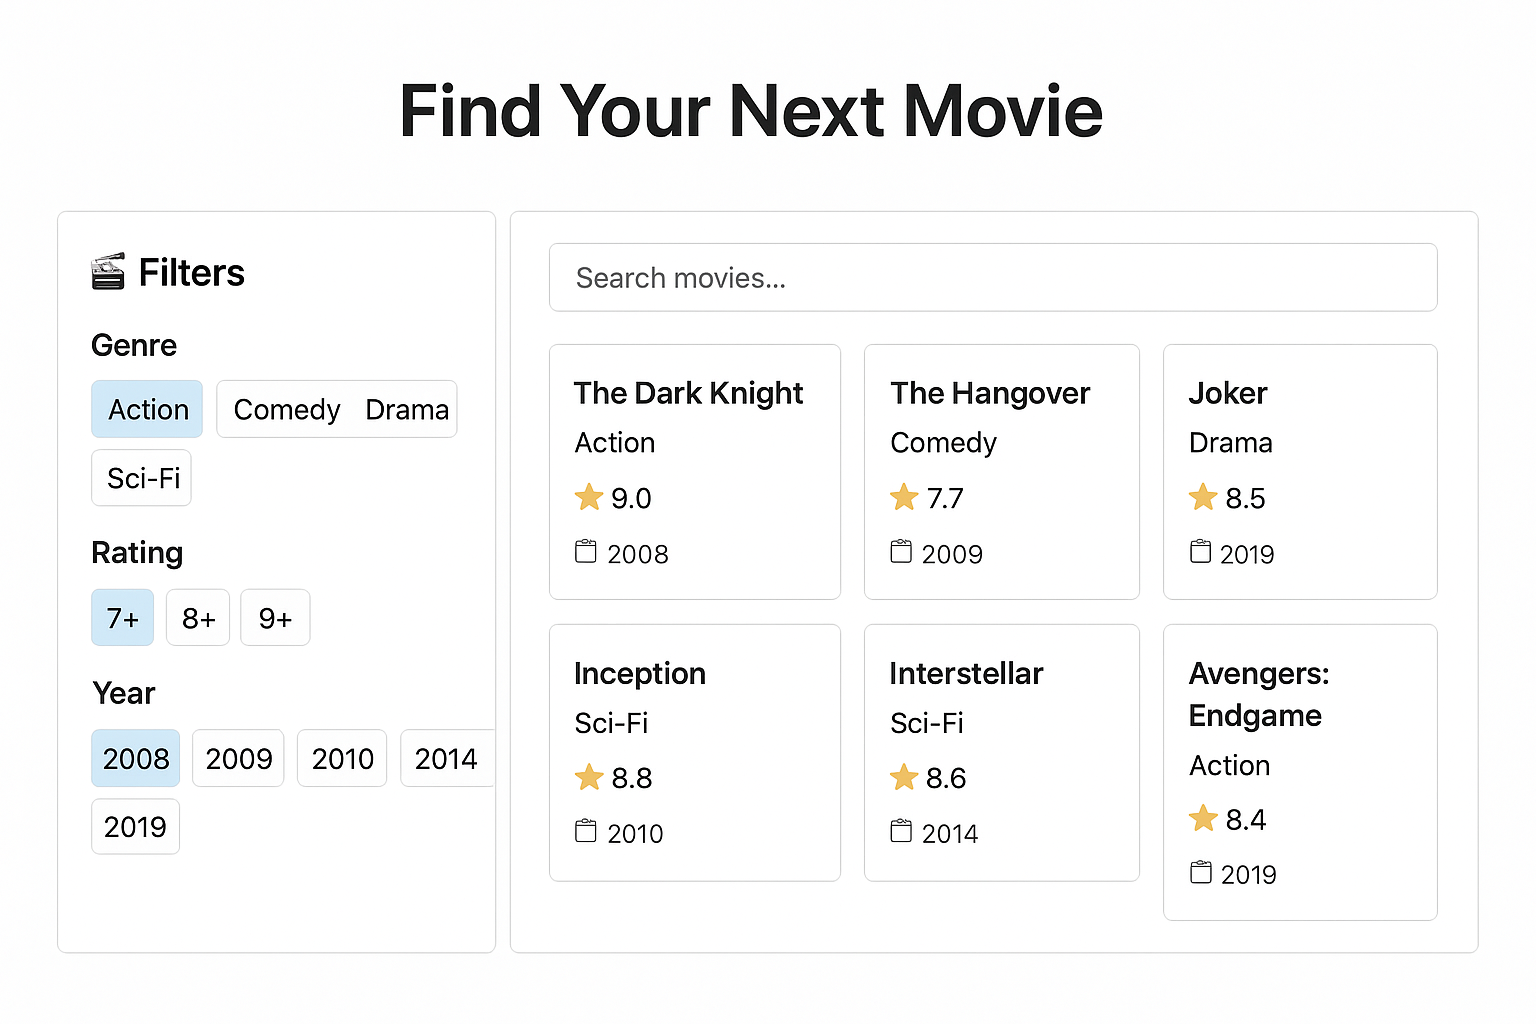 Find Your Next Movie
Filters
Genre
Action
Comedy Drama
Sci-Fi
Rating
7+
8+
9+
Year
2008
2009
2010
2014
2019
Search movies...
The Dark Knight
Action
9.0
2008
The Hangover
Comedy
7.7
2009
Joker
Drama
8.5
2019
Inception
Sci-Fi
8.8
2010
Interstellar
Sci-Fi
8.6
2014
Avengers:
Endgame
Action
8.4
2019